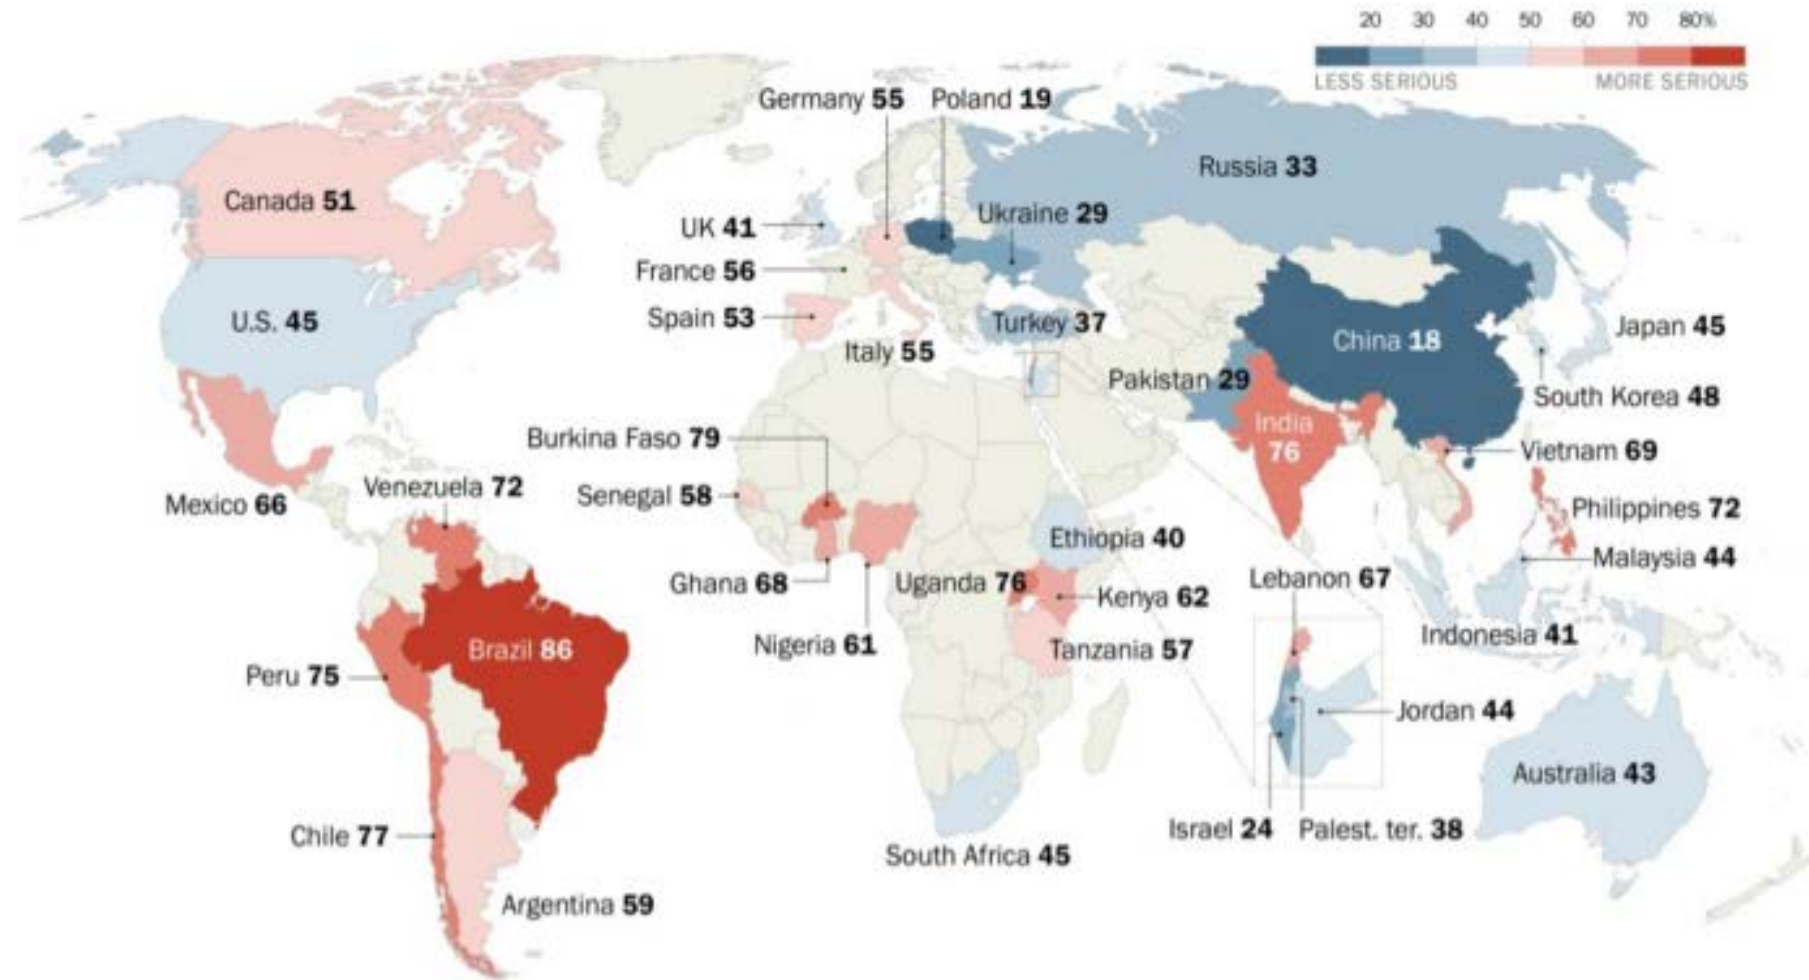 20 30 40 50 60 70 80%
LESS SERIOUS MORE SERIOUS
Germany 55 Poland 19
Russia 33
Canada 51
Ukraine 29
UK 41
France 56
Spain 53
U.S. 45
Turkey 37
Japan 45
China 18
Italy 55
Pakistan 29
South Korea 48
India
76
Burkina Faso 79
Vietnam 69
Venezuela 72
Senegal 58
Mexico 66
Philippines 72
Ethiopia 40
Malaysia 44
Ghana 68
Uganda 76
Lebanon 67
Kenya 62
Indonesia 41
Nigeria 61
Brazil 86
Tanzania 57
Peru 75
Jordan 44
Australia 43
Israel 24 Palest. ter. 38
Chile 77
South Africa 45
Argentina 59